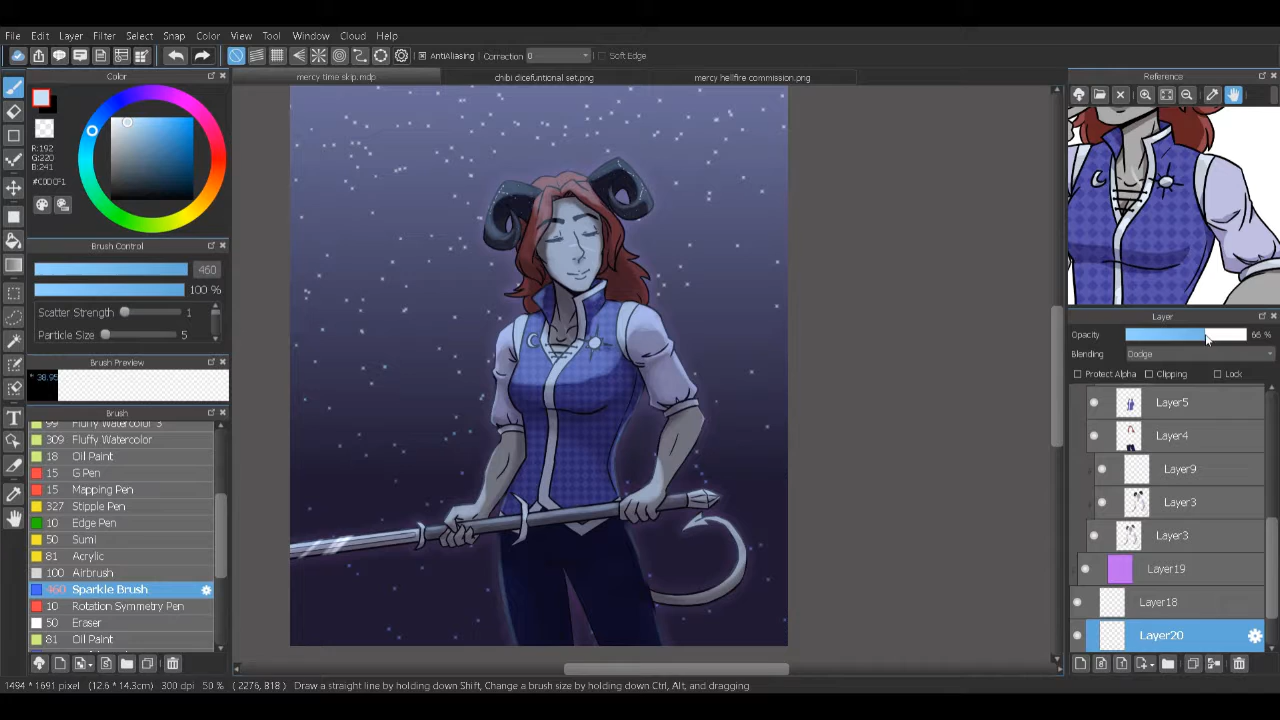 File Edit Layer Filter Select Snap Color View Tool Window Cloud Help
AntiAliasing Correction 0 Soft Edge
Color
mercy time skip.mdp chibi dicefuntional set.png mercy hellfire commission.png
Reference
R:192
G:220
B:241
#C0DCF1
Brush Control
460
100 %
Scatter Strength 1
Particle Size 5
Brush Preview
* 38.95
Brush
99 Fluffy Watercolor 3
309 Fluffy Watercolor
18 Oil Paint
15 G Pen
15 Mapping Pen
327 Stipple Pen
10 Edge Pen
50 Sumi
81 Acrylic
100 Airbrush
460 Sparkle Brush
10 Rotation Symmetry Pen
50 Eraser
81 Oil Paint
Layer
Opacity 66 %
Blending Dodge
Protect Alpha Clipping Lock
Layer5
Layer4
Layer9
Layer3
Layer3
Layer19
Layer18
Layer20
1494 * 1691 pixel (12.6 * 14.3cm) 300 dpi 50 % ( 2276, 818 ) Draw a straight line by holding down Shift, Change a brush size by holding down Ctrl, Alt, and dragging